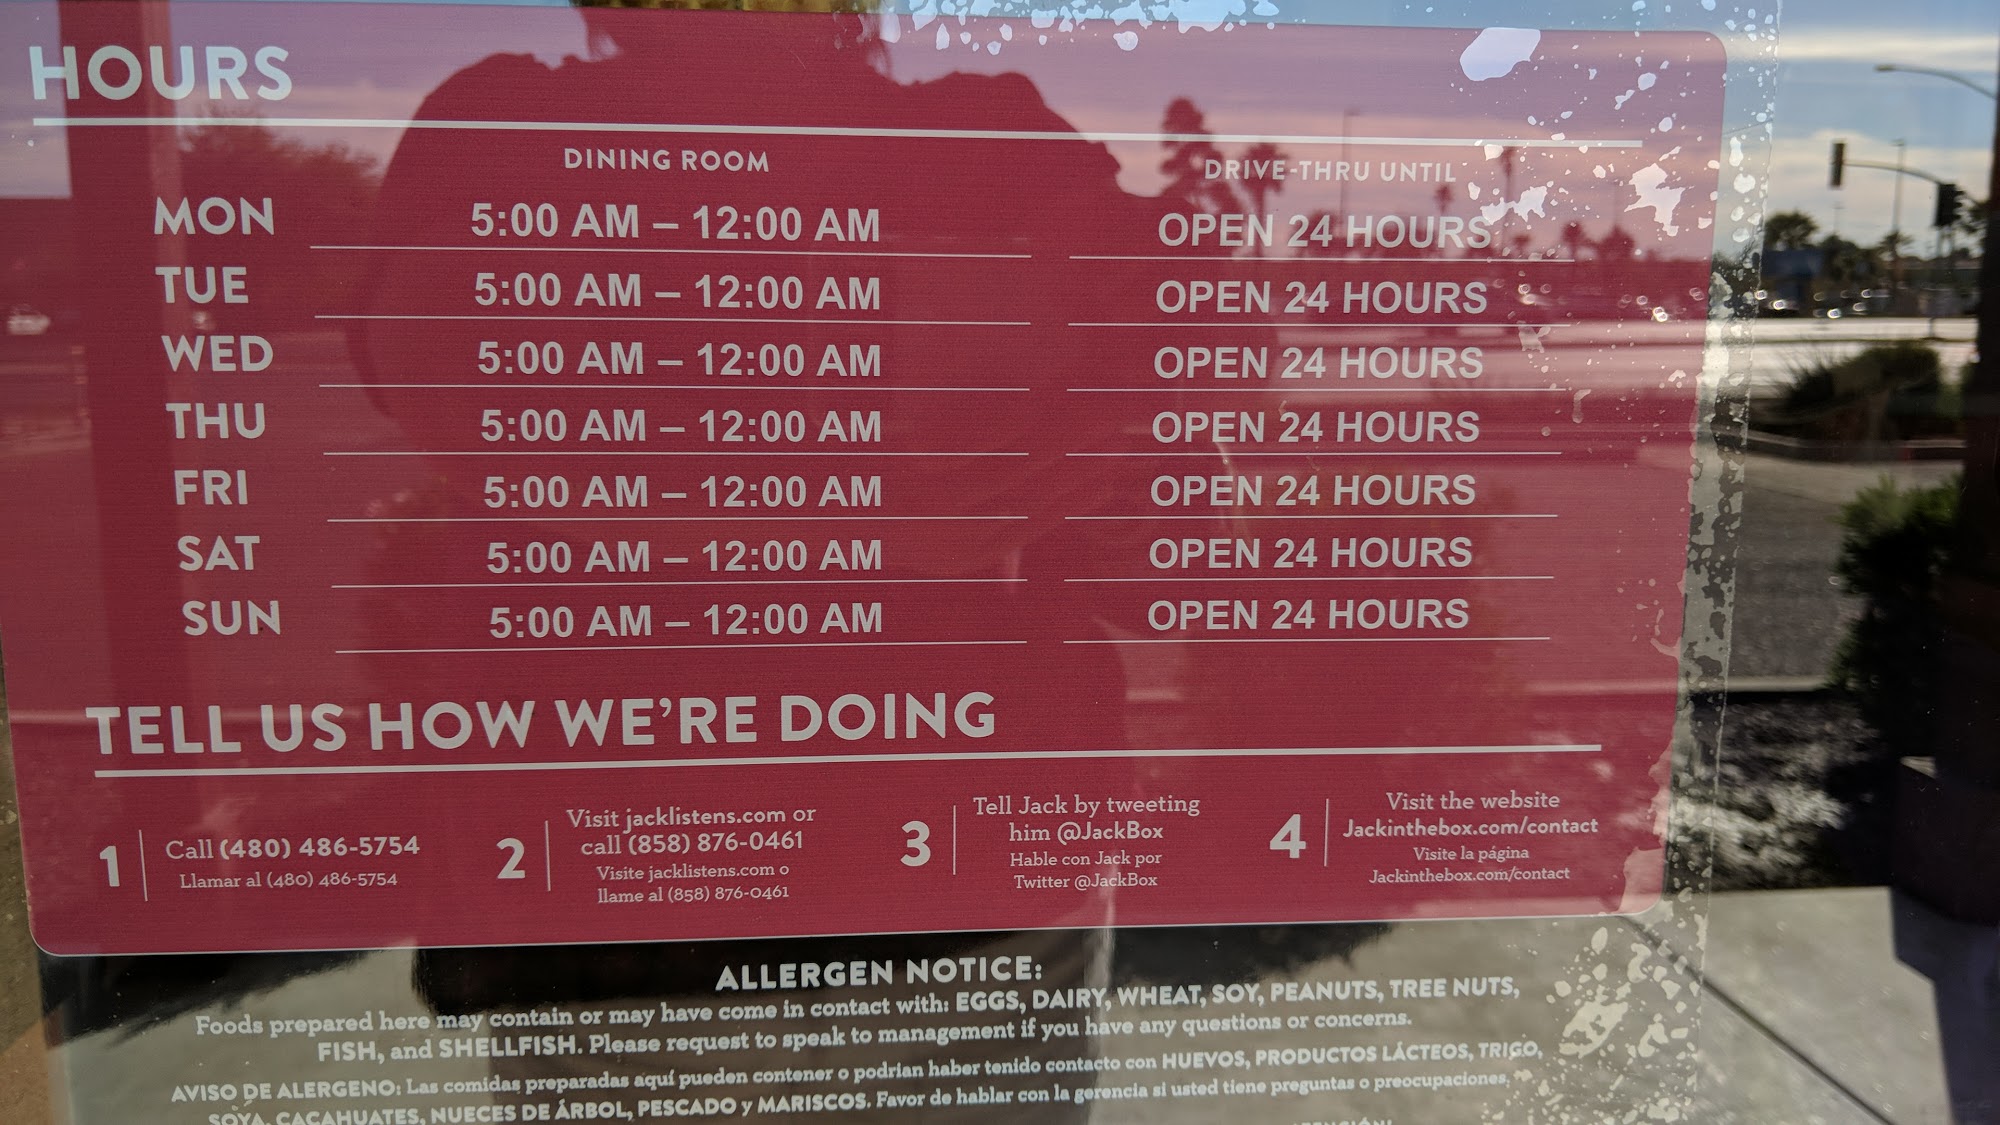 HOURS
DINING ROOM DRIVE-THRU UNTIL
MON 5:00 AM – 12:00 AM OPEN 24 HOURS
TUE 5:00 AM – 12:00 AM OPEN 24 HOURS
WED 5:00 AM – 12:00 AM OPEN 24 HOURS
THU 5:00 AM – 12:00 AM OPEN 24 HOURS
FRI 5:00 AM – 12:00 AM OPEN 24 HOURS
SAT 5:00 AM – 12:00 AM OPEN 24 HOURS
SUN 5:00 AM – 12:00 AM OPEN 24 HOURS
TELL US HOW WE'RE DOING
1
Call (480) 486-5754
Llamar al (480) 486-5754
2
Visit jacklistens.com or
call (858) 876-0461
Visite jacklistens.com o
llame al (858) 876-0461
3
Tell Jack by tweeting
him @JackBox
Hable con Jack por
Twitter @JackBox
4
Visit the website
Jackinthebox.com/contact
Visite la página
Jackinthebox.com/contact
ALLERGEN NOTICE:
Foods prepared here may contain or may have come in contact with: EGGS, DAIRY, WHEAT, SOY, PEANUTS, TREE NUTS,
FISH, and SHELLFISH. Please request to speak to management if you have any questions or concerns.
AVISO DE ALERGENO: Las comidas preparadas aquí pueden contener o podrían haber tenido contacto con HUEVOS, PRODUCTOS LÁCTEOS, TRIGO,
SOYA, CACAHUATES, NUECES DE ÁRBOL, PESCADO y MARISCOS. Favor de hablar con la gerencia si usted tiene preguntas o preocupaciones.